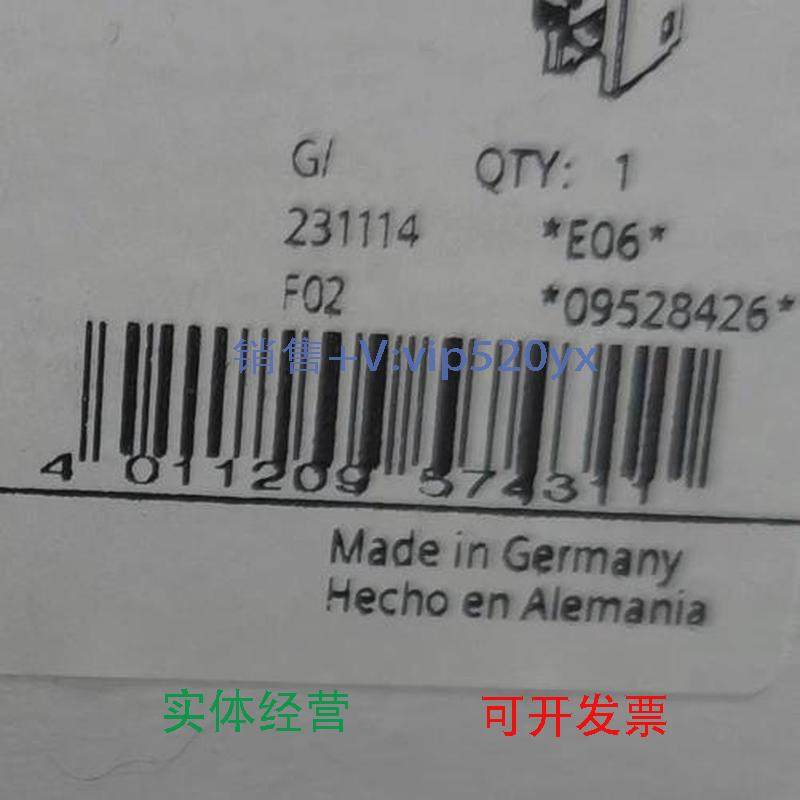 G/ QTY: 1
231114 *E06*
F02 *09528426*
销售+V:vip520yx
4 011209 574311
Made in Germany
Hecho en Alemania
实体经营 可开发票